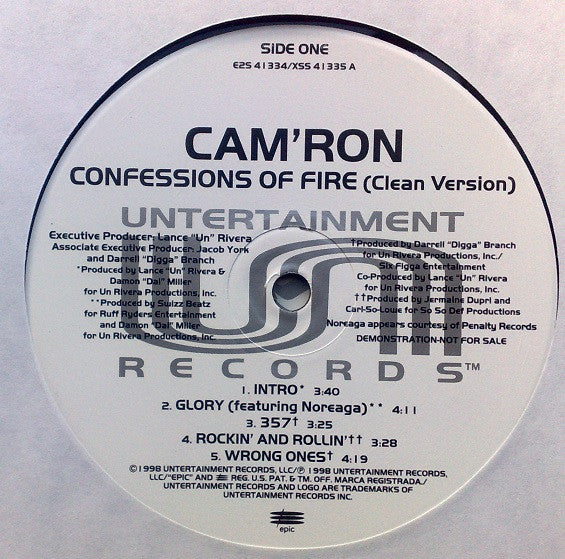 SiDE ONE
E2S 41334/XSS 41335 A
CAM'RON
CONFESSIONS OF FIRE (Clean Version)
UNTERTAINMENT
Executive Producer: Lance "Un" Rivera
Associate Executive Producer: Jacob York
and Darrell "Digga" Branch
*Produced by Lance "Un" Rivera &
Damon "Dai" Miller
for Un Rivera Productions, Inc.
**Produced by Swizz Beatz
for Ruff Ryders Entertainment
and Damon "Dai" Miller
for Un Rivera Productions, Inc.
†Produced by Darrell "Digga" Branch
for Un Rivera Productions, Inc./
Six Figga Entertainment
Co-Produced by Lance "Un" Rivera
for Un Rivera Productions, Inc.
††Produced by Jermaine Dupri and
Carl-So-Lowe for So So Def Productions
Noreaga appears courtesy of Penalty Records
DEMONSTRATION-NOT FOR SALE
RECORDS™
1. INTRO* 3:40
2. GLORY (featuring Noreaga)** 4:11
3. 357† 3:25
4. ROCKIN' AND ROLLIN'†† 3:28
5. WRONG ONES† 4:19
©1998 UNTERTAINMENT RECORDS, LLC/℗ 1998 UNTERTAINMENT RECORDS,
LLC/"EPIC" AND REG. U.S. PAT. & TM. OFF. MARCA REGISTRADA./
UNTERTAINMENT RECORDS AND LOGO ARE TRADEMARKS OF
UNTERTAINMENT RECORDS INC.
epic